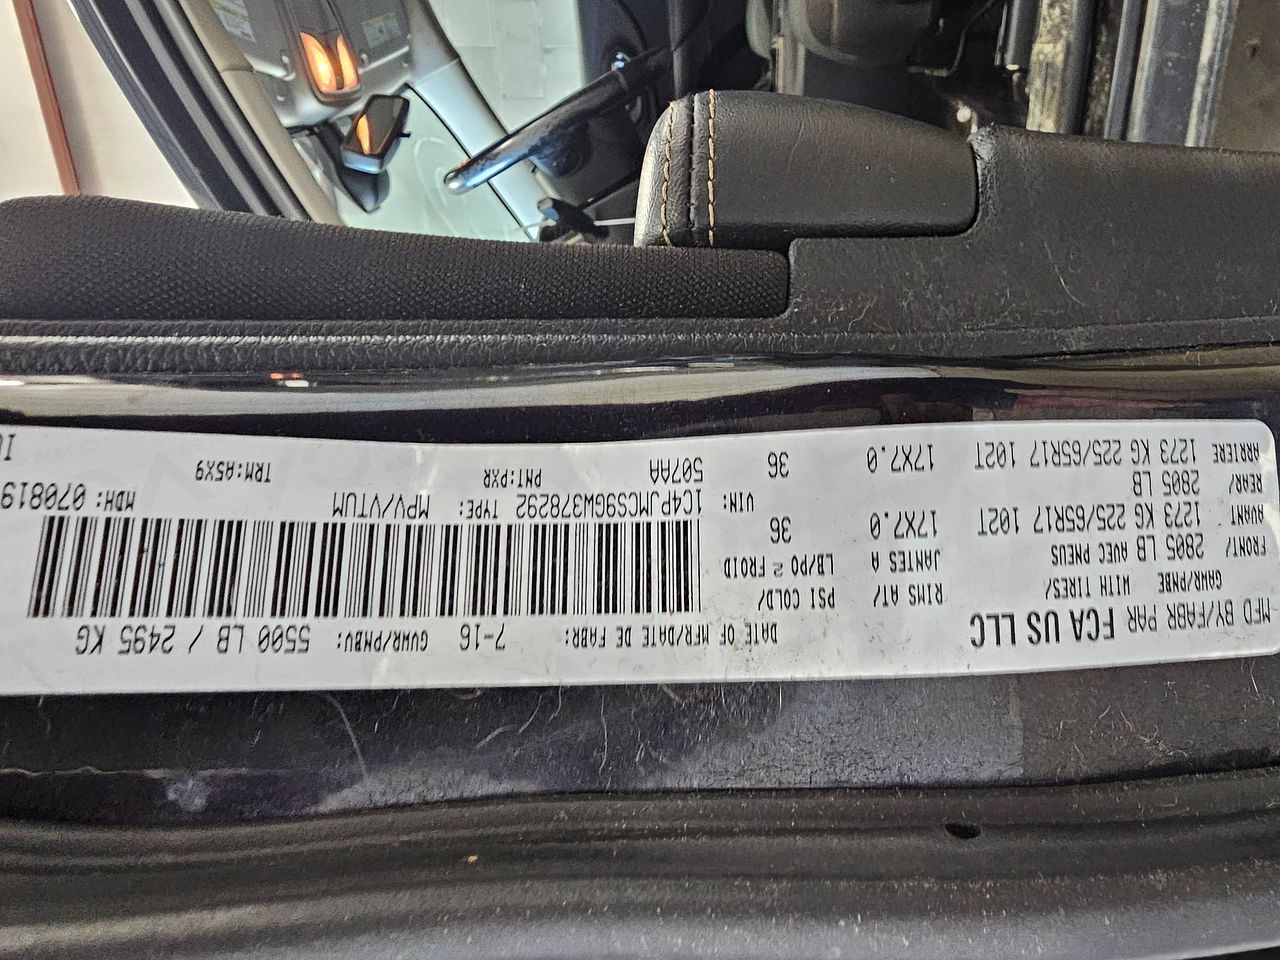 MFD BY/FABR PAR FCA US LLC DATE OF MFR/DATE DE FABR: 7-16 GVWR/PNBV: 5500 LB / 2495 KG
GAWR/PNBE WITH TIRES/ RIMS AT/ PSI COLD/
FRONT/ 2805 LB AVEC PNEUS JANTES A LB/PO² FROID
AVANT 1273 KG 225/65R17 102T 17X7.0 36
REAR/ 2805 LB VIN: 1C4PJMCS9GW378292 TYPE: MPV/VTUM MDH: 070819
ARRIERE 1273 KG 225/65R17 102T 17X7.0 36 507AA PNT:PXR TRM:A5X9